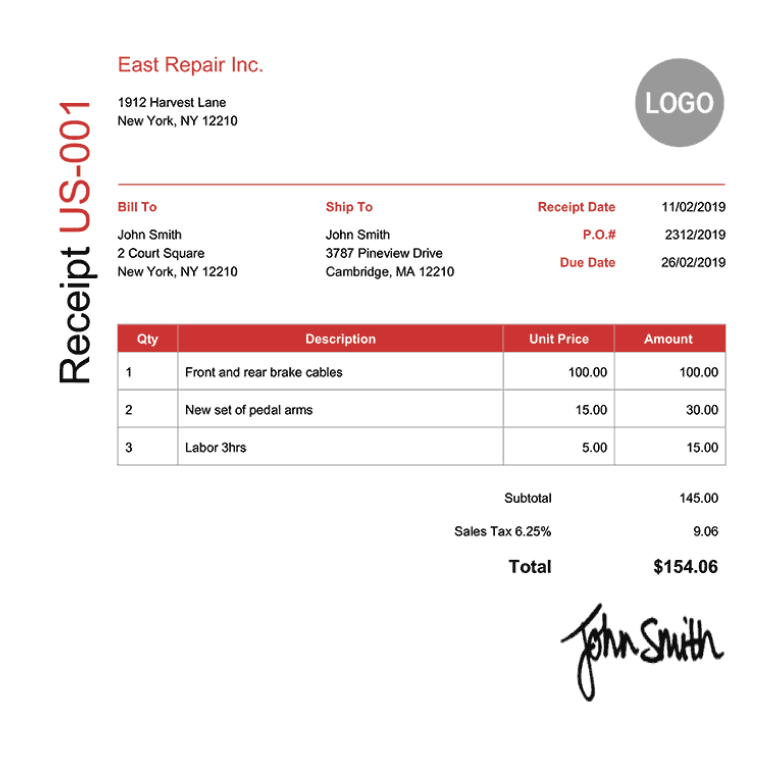 East Repair Inc.
1912 Harvest Lane
New York, NY 12210
LOGO
Receipt US-001
Bill To
John Smith
2 Court Square
New York, NY 12210
Ship To
John Smith
3787 Pineview Drive
Cambridge, MA 12210
Receipt Date 11/02/2019
P.O.# 2312/2019
Due Date 26/02/2019
Qty Description Unit Price Amount
1 Front and rear brake cables 100.00 100.00
2 New set of pedal arms 15.00 30.00
3 Labor 3hrs 5.00 15.00
Subtotal 145.00
Sales Tax 6.25% 9.06
Total $154.06
John Smith